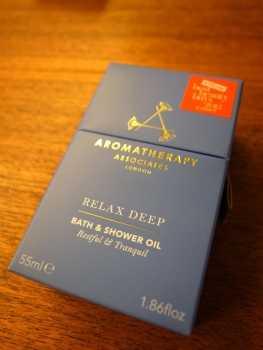 AROMATHERAPY
ASSOCIATES
LONDON
RELAX DEEP
BATH & SHOWER OIL
Restful & Tranquil
55ml ℮
1.86floz